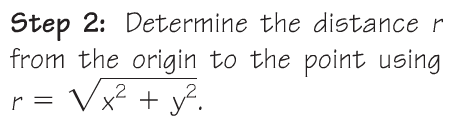 Step 2: Determine the distance r
from the origin to the point using
r = √(x² + y²).